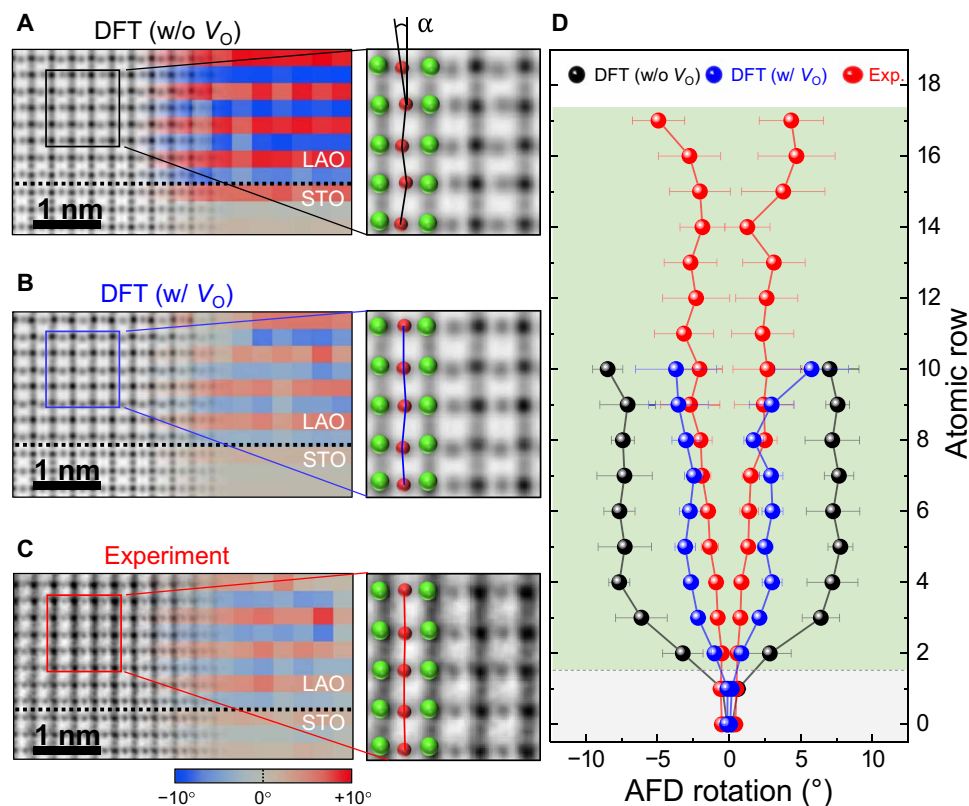 A
DFT (w/o VO)
α
LAO
STO
1 nm
B
DFT (w/ VO)
LAO
STO
1 nm
C
Experiment
LAO
STO
1 nm
−10° 0° +10°
D
DFT (w/o VO) DFT (w/ VO) Exp.
18
16
14
12
10
8
6
4
2
0
Atomic row
−10 −5 0 5 10
AFD rotation (°)